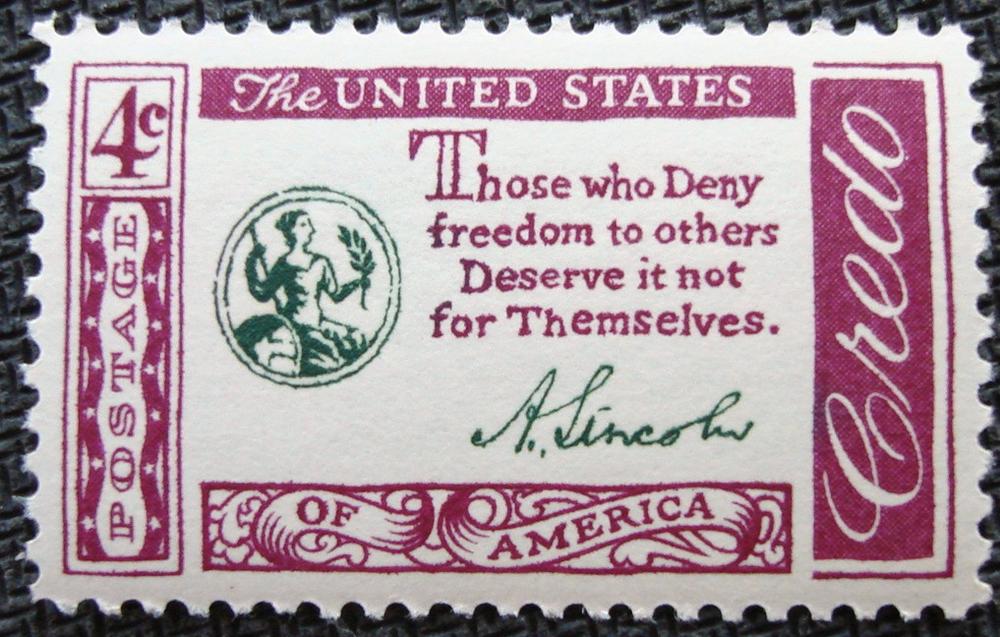 4c
POSTAGE
The UNITED STATES
Those who Deny
freedom to others
Deserve it not
for Themselves.
A. Lincoln
OF AMERICA
Credo